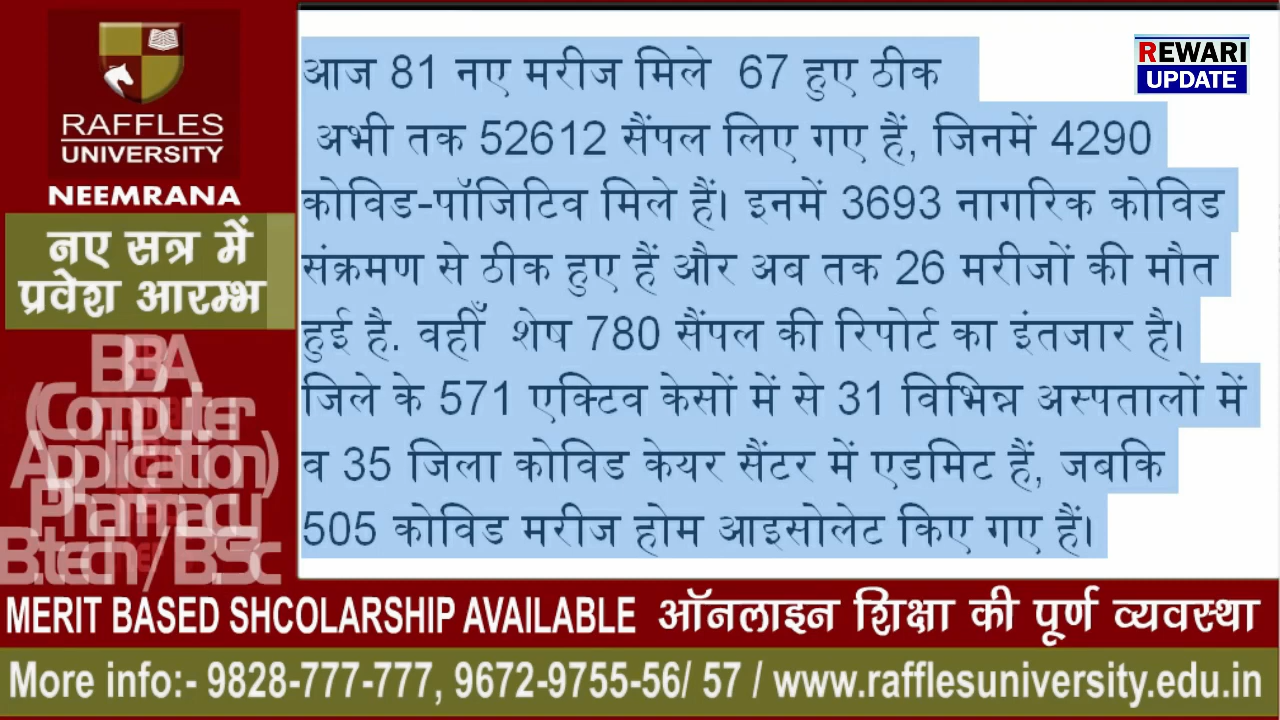 RAFFLES
UNIVERSITY
NEEMRANA
नए सत्र में
प्रवेश आरम्भ
BBA
(Computer
Application)
Pharmacy
B.tech / B.Sc
REWARI
UPDATE
आज 81 नए मरीज मिले 67 हुए ठीक
अभी तक 52612 सैंपल लिए गए हैं, जिनमें 4290
कोविड-पॉजिटिव मिले हैं। इनमें 3693 नागरिक कोविड
संक्रमण से ठीक हुए हैं और अब तक 26 मरीजों की मौत
हुई है. वहीँ शेष 780 सैंपल की रिपोर्ट का इंतजार है।
जिले के 571 एक्टिव केसों में से 31 विभिन्न अस्पतालों में
व 35 जिला कोविड केयर सैंटर में एडमिट हैं, जबकि
505 कोविड मरीज होम आइसोलेट किए गए हैं।
MERIT BASED SHCOLARSHIP AVAILABLE ऑनलाइन शिक्षा की पूर्ण व्यवस्था
More info:- 9828-777-777, 9672-9755-56/ 57 / www.rafflesuniversity.edu.in